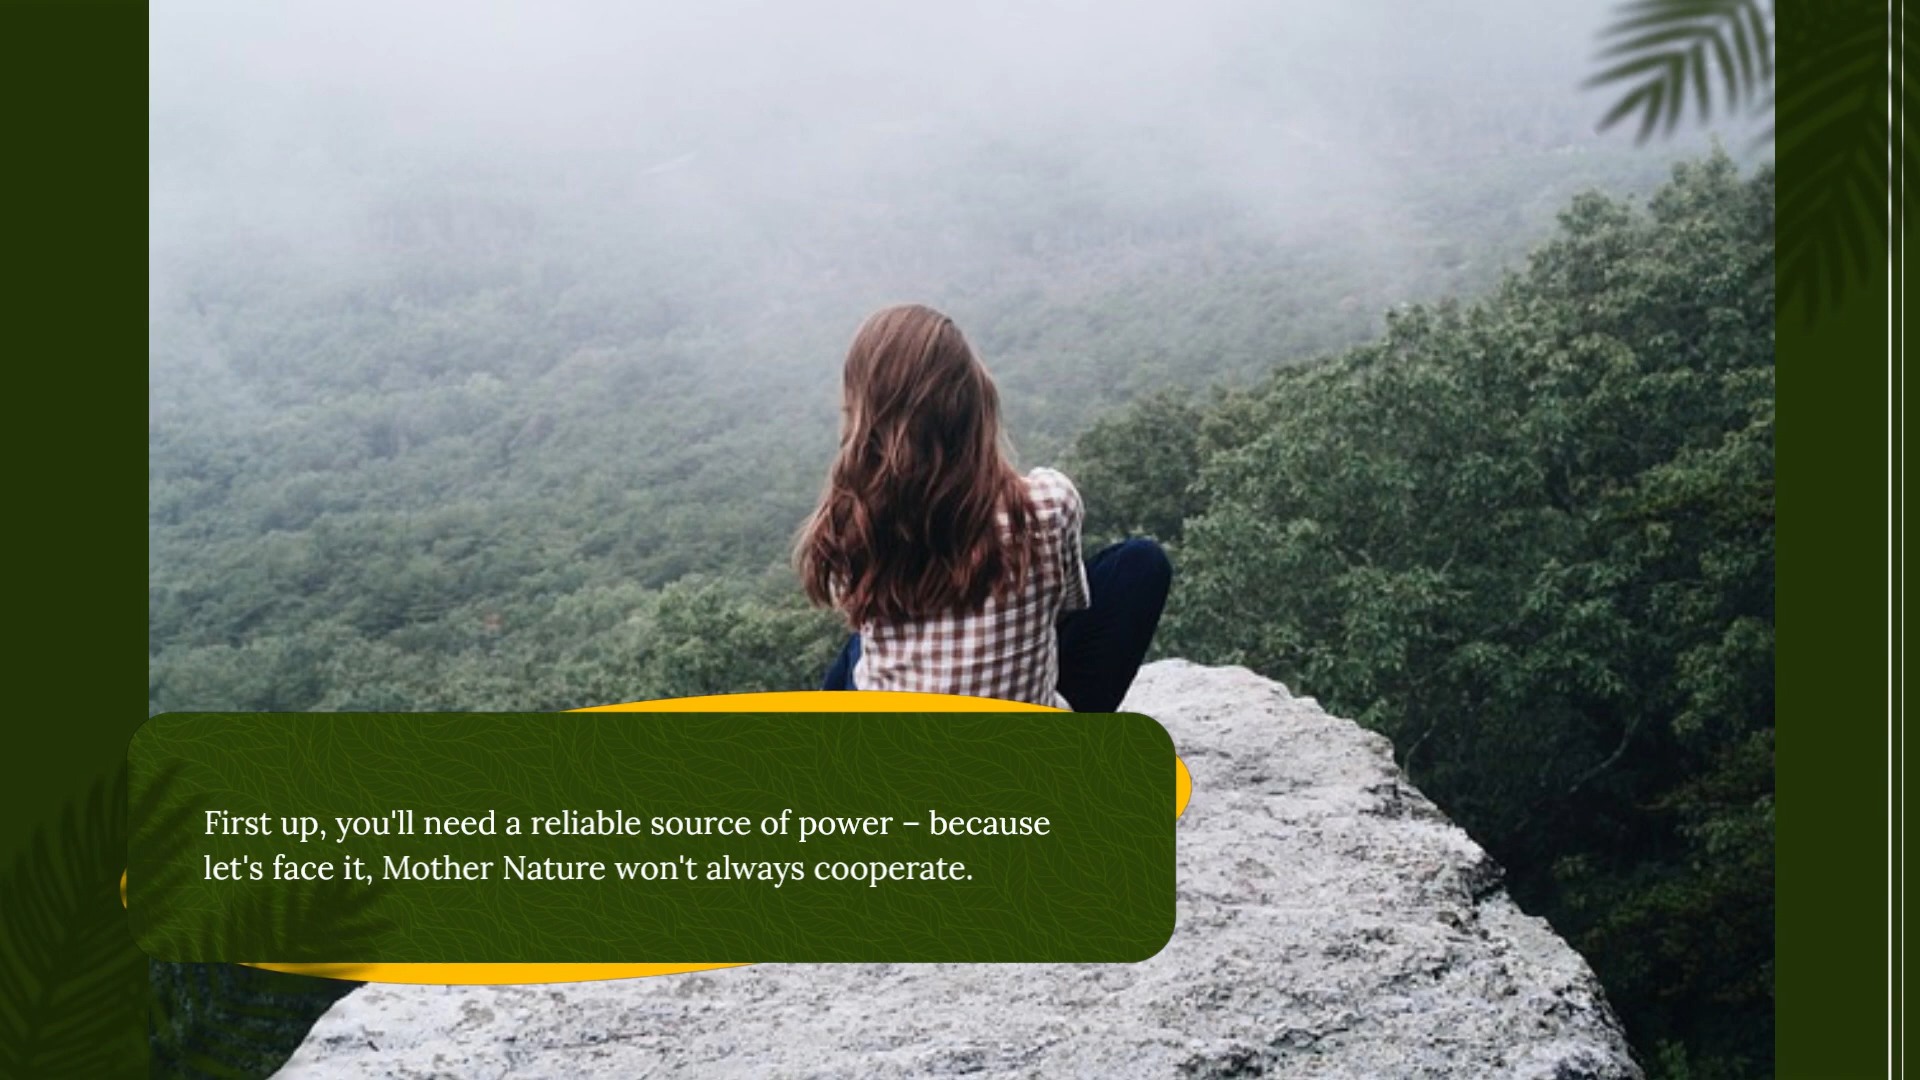 First up, you'll need a reliable source of power – because
let's face it, Mother Nature won't always cooperate.